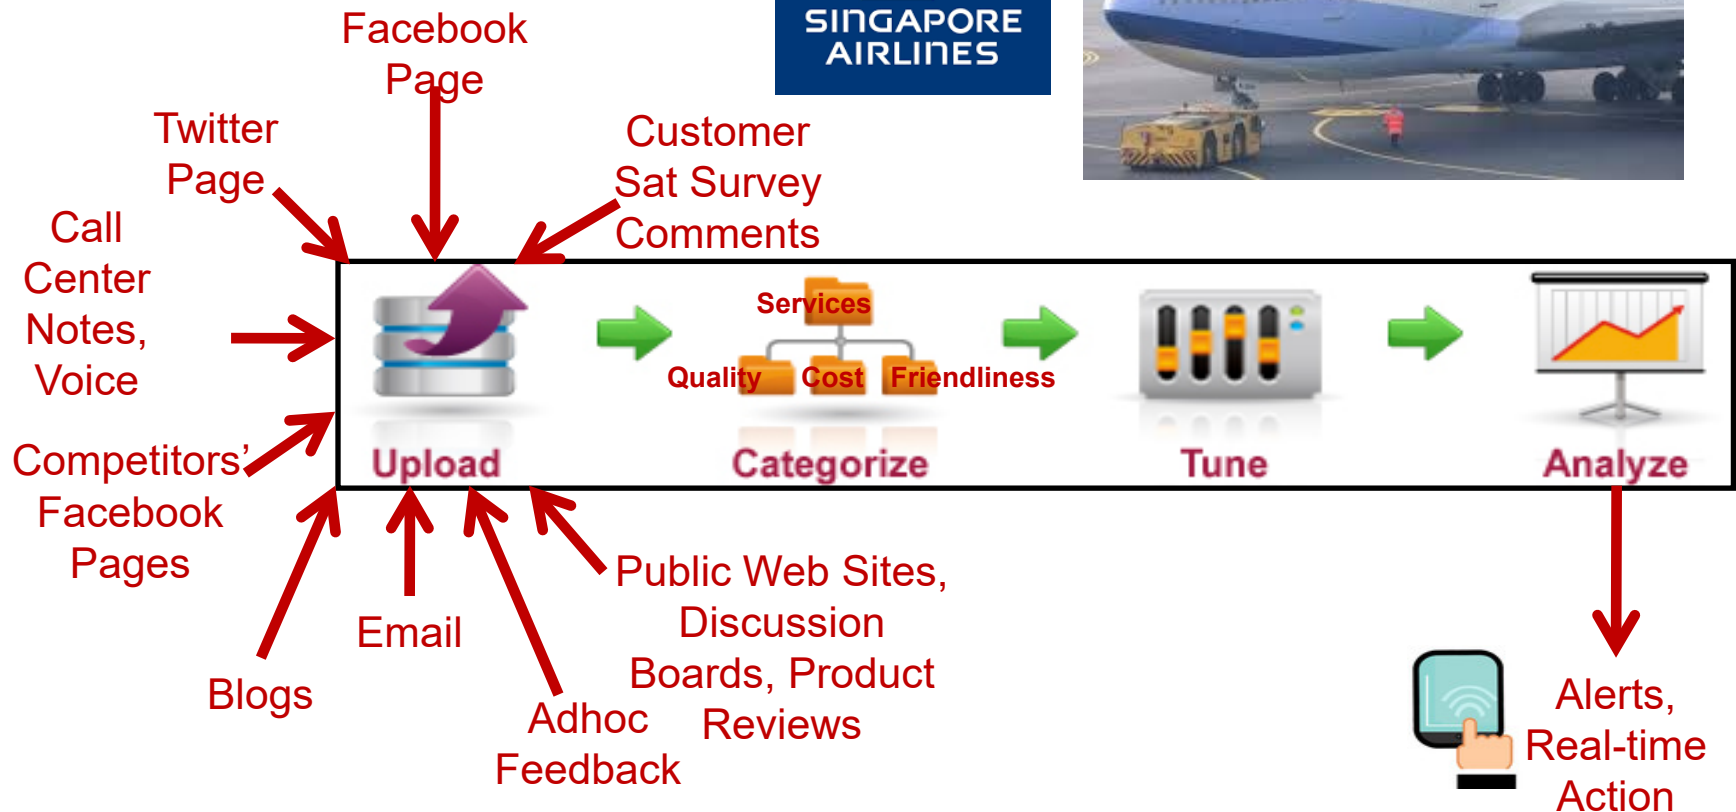 Facebook
Page
SINGAPORE
AIRLINES
Twitter
Page
Customer
Sat Survey
Comments
Call
Center
Notes,
Voice
Competitors'
Facebook
Pages
Services
Quality
Cost
Friendliness
Upload
Categorize
Tune
Analyze
Blogs
Email
Adhoc
Feedback
Public Web Sites,
Discussion
Boards, Product
Reviews
Alerts,
Real-time
Action